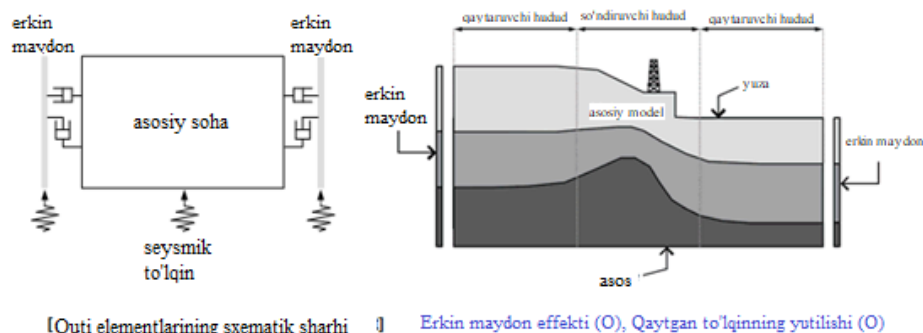 erkin
maydon
erkin
maydon
asosiy soha
seysmik
to'lqin
qaytaruvchi hudud
so'ndiruvchi hudud
qaytaruvchi hudud
erkin
maydon
asosiy model
yuza
erkin maydon
asos
[Quti elementlarining sxematik sharhi ]
Erkin maydon effekti (O), Qaytgan to'lqinning yutilishi (O)